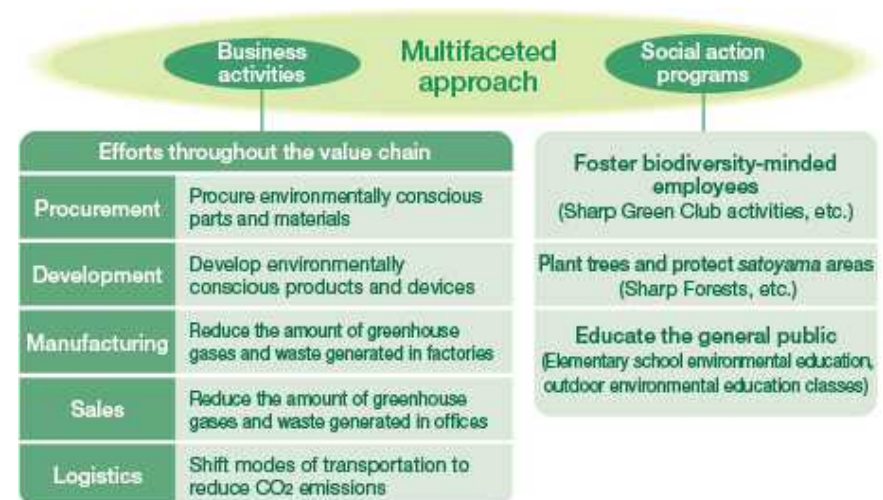 Business
activities
Multifaceted
approach
Social action
programs
Efforts throughout the value chain
Procurement
Procure environmentally conscious
parts and materials
Development
Develop environmentally
conscious products and devices
Manufacturing
Reduce the amount of greenhouse
gases and waste generated in factories
Sales
Reduce the amount of greenhouse
gases and waste generated in offices
Logistics
Shift modes of transportation to
reduce CO2 emissions
Foster biodiversity-minded
employees
(Sharp Green Club activities, etc.)
Plant trees and protect satoyama areas
(Sharp Forests, etc.)
Educate the general public
(Elementary school environmental education,
outdoor environmental education classes)